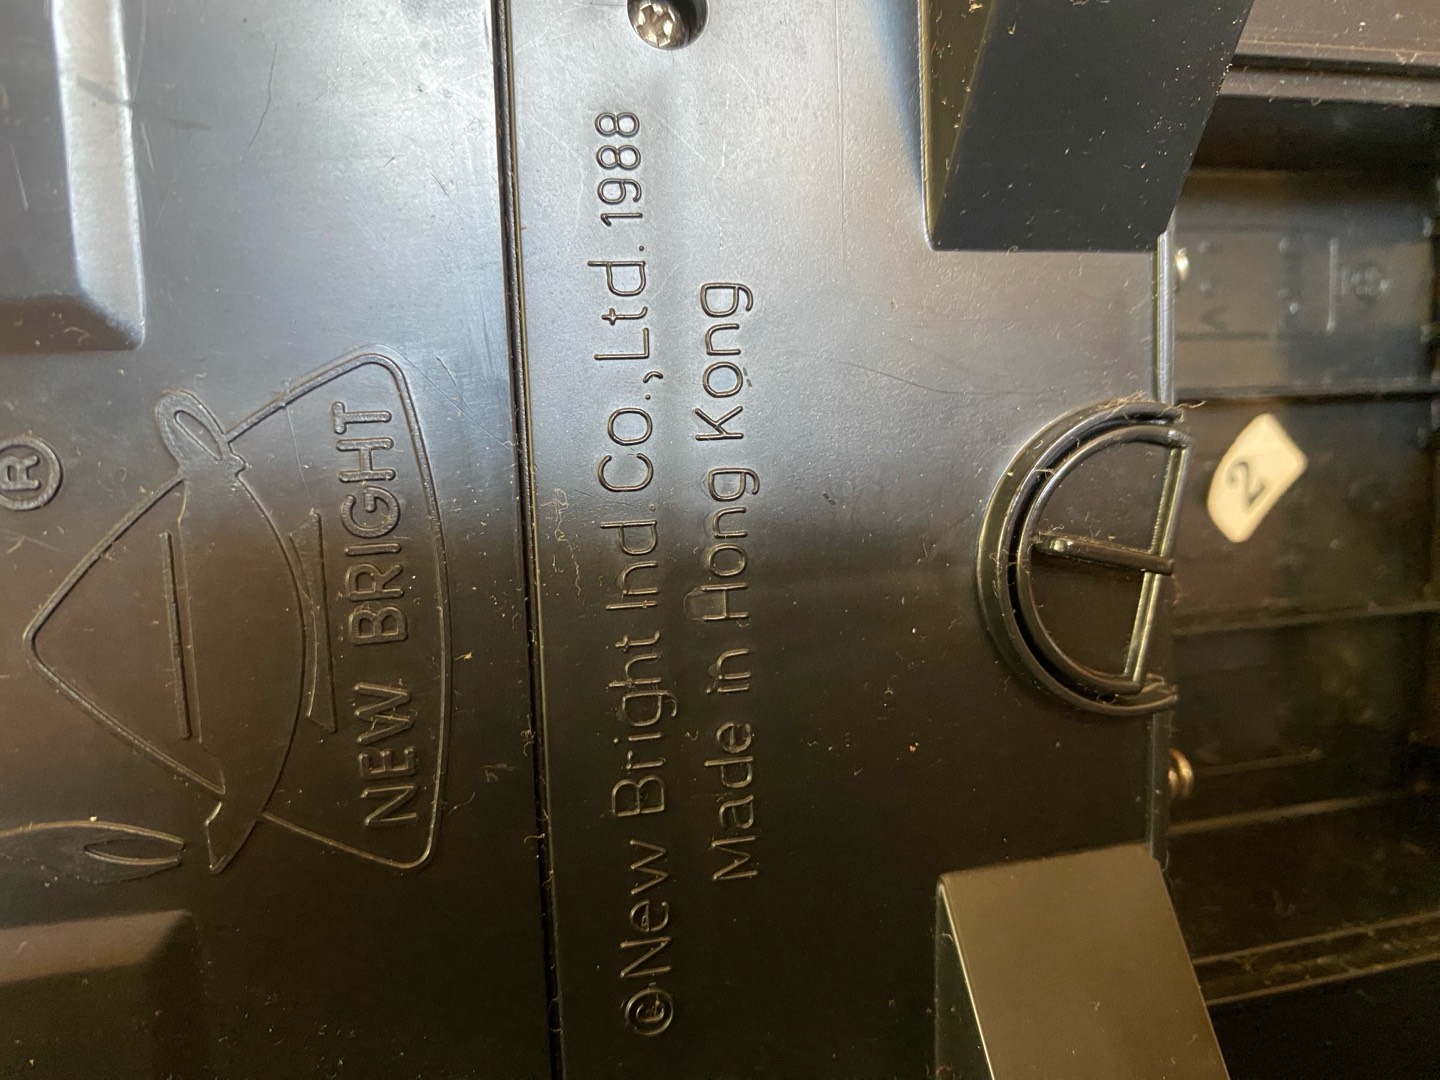 ®
NEW BRIGHT
©New Bright Ind. Co., Ltd. 1988
Made in Hong Kong
2